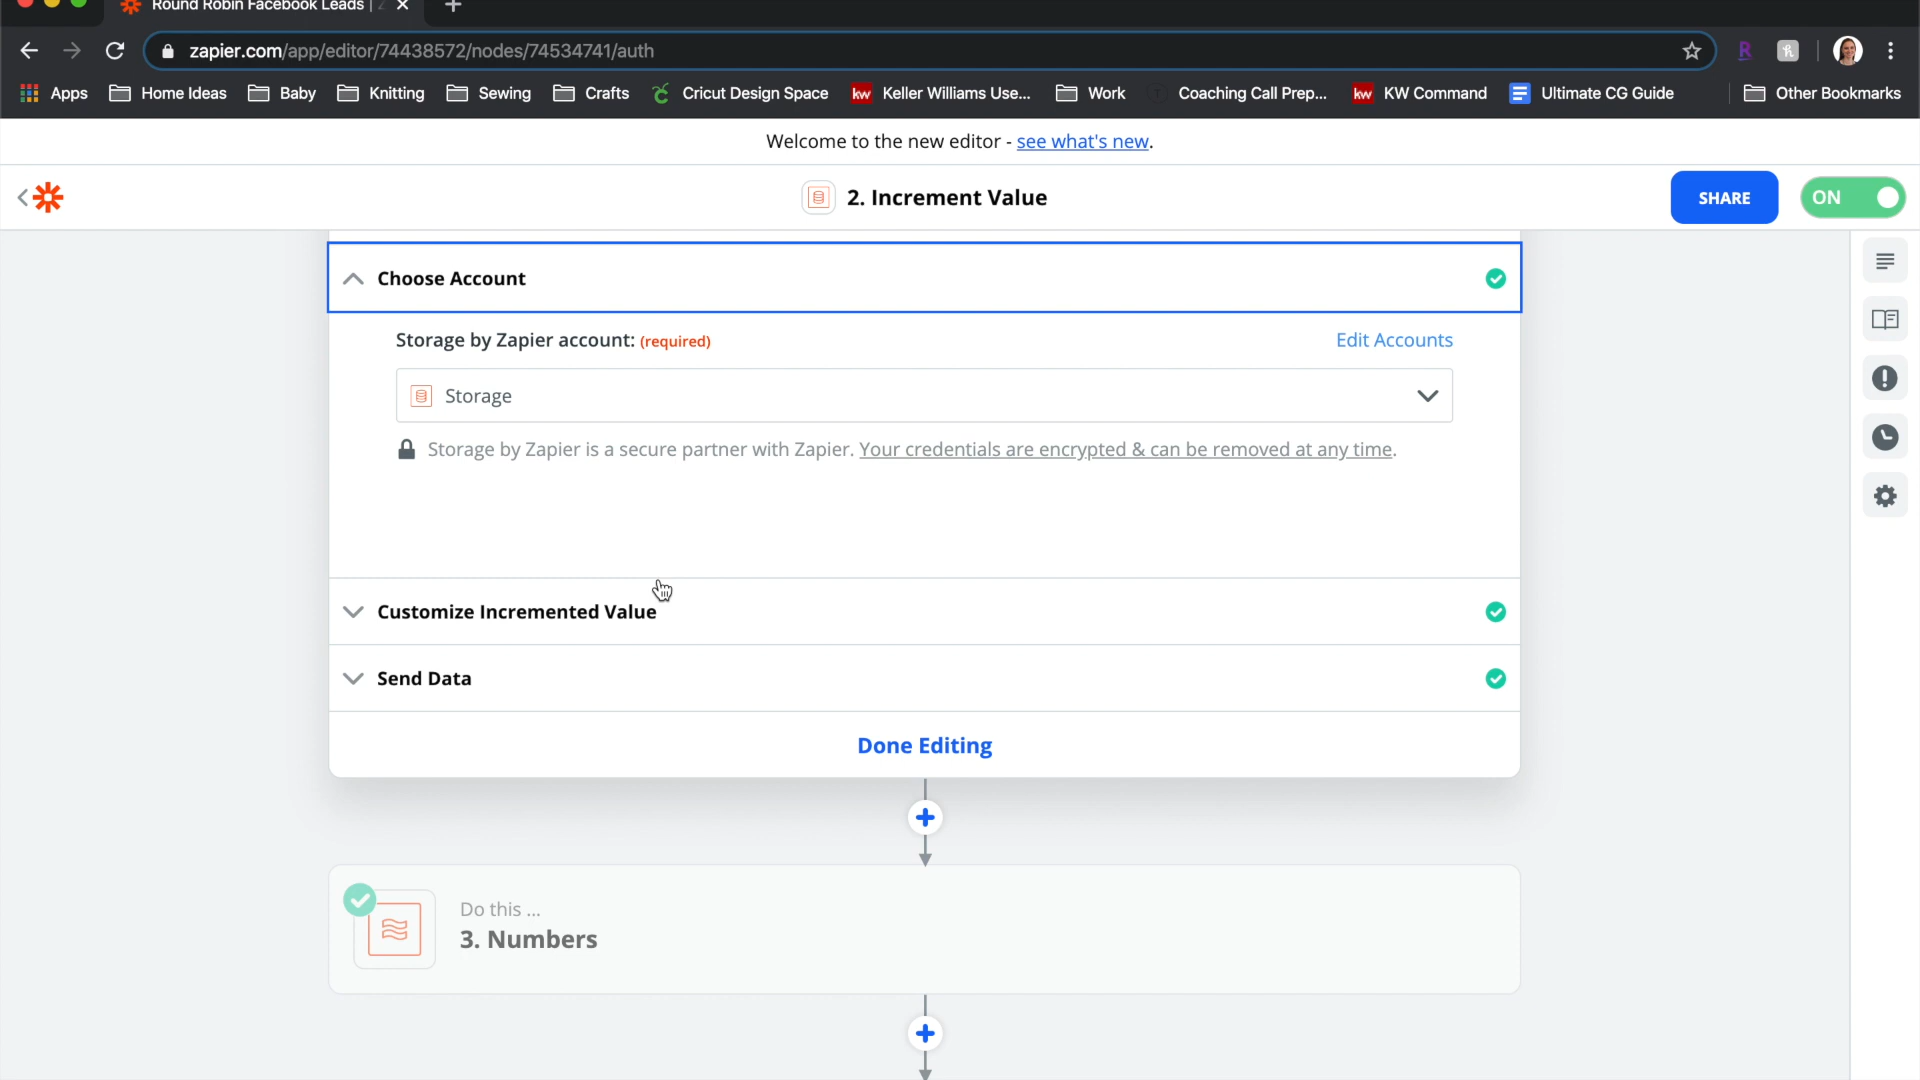 Round Robin Facebook Leads |
zapier.com/app/editor/74438572/nodes/74534741/auth
Apps Home Ideas Baby Knitting Sewing Crafts Cricut Design Space kw Keller Williams Use... Work Coaching Call Prep... kw KW Command Ultimate CG Guide Other Bookmarks
Welcome to the new editor - see what's new.
2. Increment Value
SHARE
ON
Choose Account
Storage by Zapier account: (required)
Edit Accounts
Storage
Storage by Zapier is a secure partner with Zapier. Your credentials are encrypted & can be removed at any time.
Customize Incremented Value
Send Data
Done Editing
Do this ...
3. Numbers